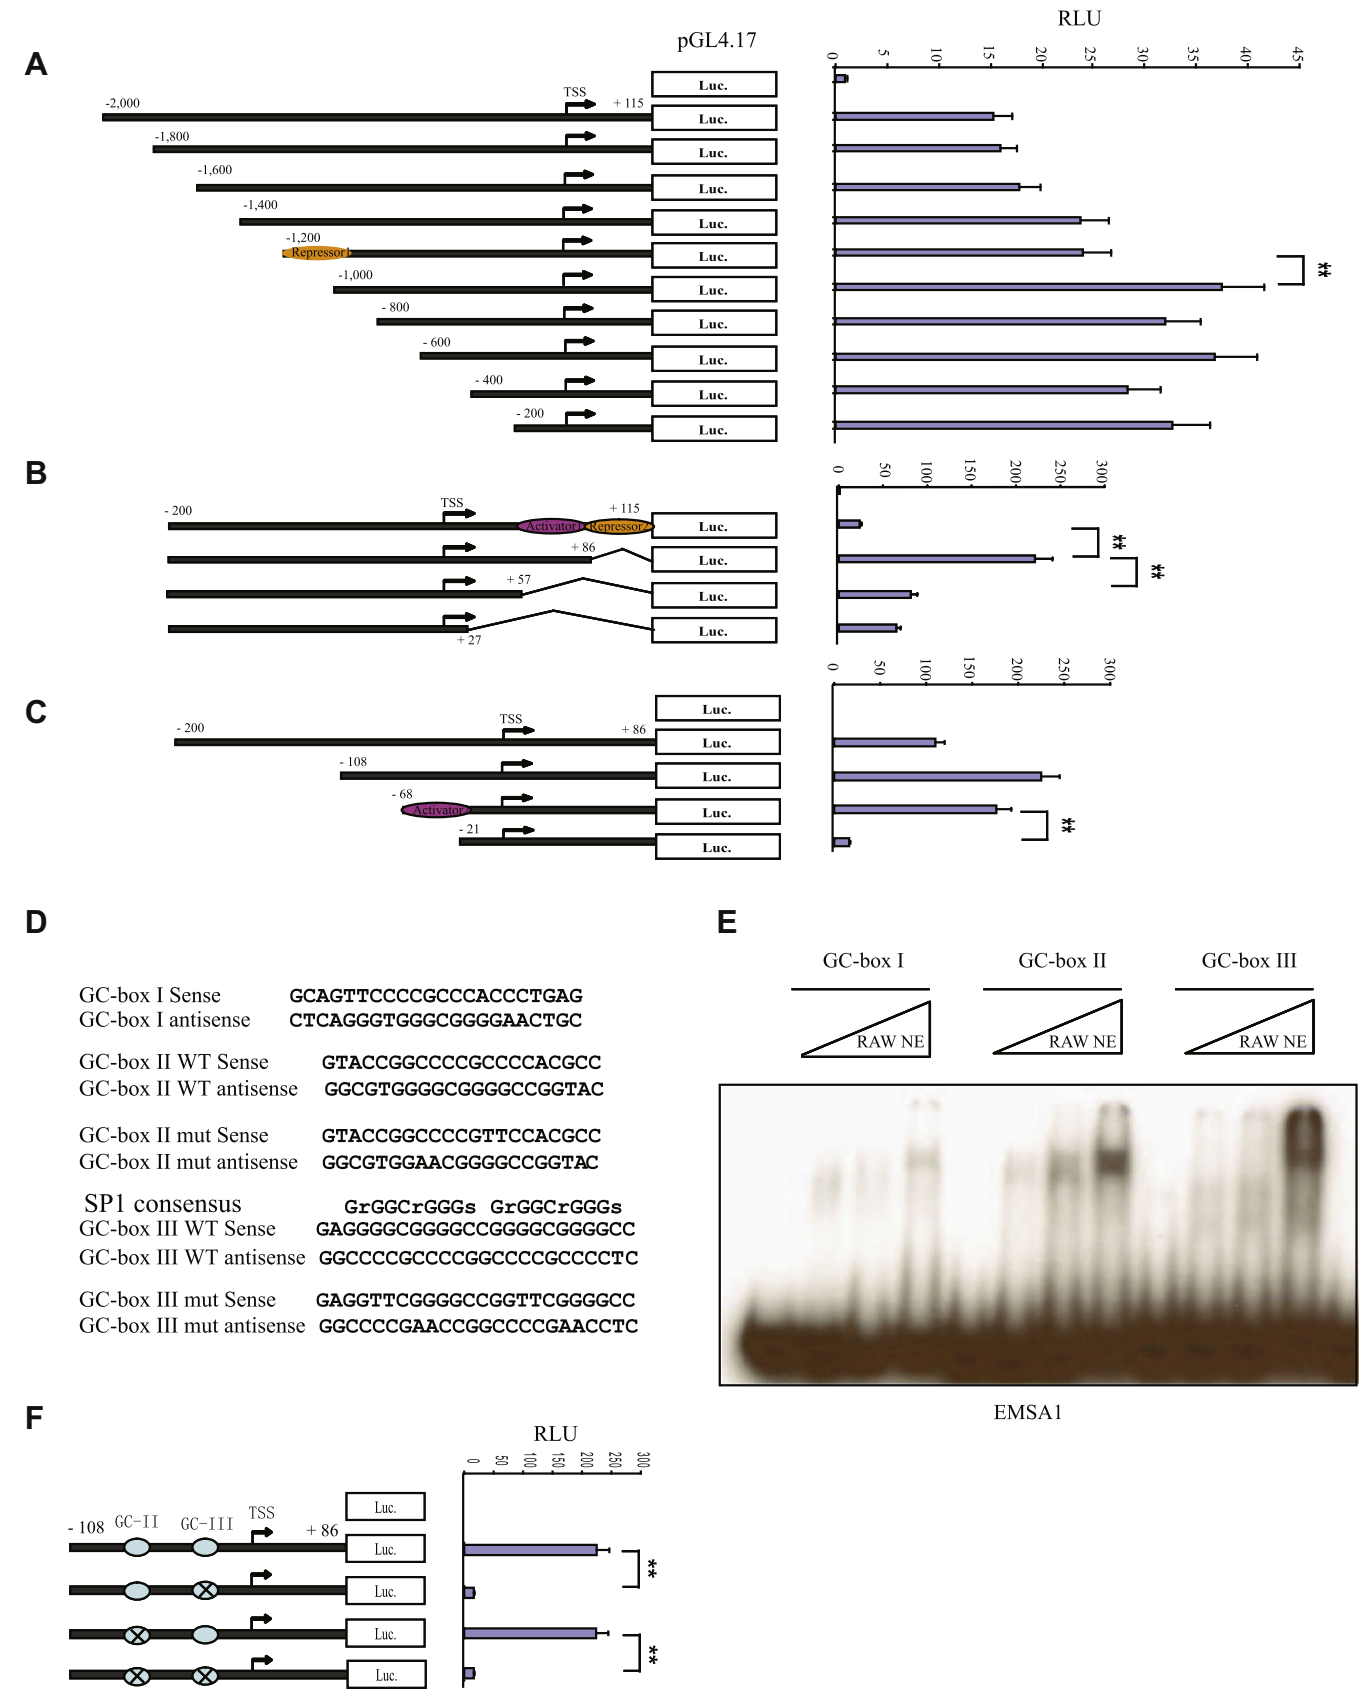 RLU
pGL4.17
A
0 5 10 15 20 25 30 35 40 45
Luc.
-2,000 TSS + 115 Luc.
-1,800 Luc.
-1,600 Luc.
-1,400 Luc.
-1,200 Repressor1 Luc.
**
-1,000 Luc.
- 800 Luc.
- 600 Luc.
- 400 Luc.
- 200 Luc.
B
0 50 100 150 200 250 300
- 200 TSS Activator1 + 115 Repressor2 Luc.
**
+ 86 Luc.
**
+ 57 Luc.
+ 27 Luc.
C
0 50 100 150 200 250 300
Luc.
- 200 TSS + 86 Luc.
- 108 Luc.
- 68 Activator Luc.
**
- 21 Luc.
D
GC-box I Sense GCAGTTCCCCGCCCACCCTGAG
GC-box I antisense CTCAGGGTGGGCGGGGAACTGC
GC-box II WT Sense GTACCGGCCCCGCCCCACGCC
GC-box II WT antisense GGCGTGGGGCGGGGCCGGTAC
GC-box II mut Sense GTACCGGCCCCGTTCCACGCC
GC-box II mut antisense GGCGTGGAACGGGGCCGGTAC
SP1 consensus GrGGCrGGGs GrGGCrGGGs
GC-box III WT Sense GAGGGGCGGGGCCGGGGCGGGGCC
GC-box III WT antisense GGCCCCGCCCCGGCCCCGCCCCTC
GC-box III mut Sense GAGGTTCGGGGCCGGTTCGGGGCC
GC-box III mut antisense GGCCCCGAACCGGCCCCGAACCTC
E
GC-box I GC-box II GC-box III
RAW NE RAW NE RAW NE
EMSA1
F
RLU
0 50 100 150 200 250 300
Luc.
- 108 GC-II GC-III TSS + 86 Luc.
**
Luc.
Luc.
**
Luc.